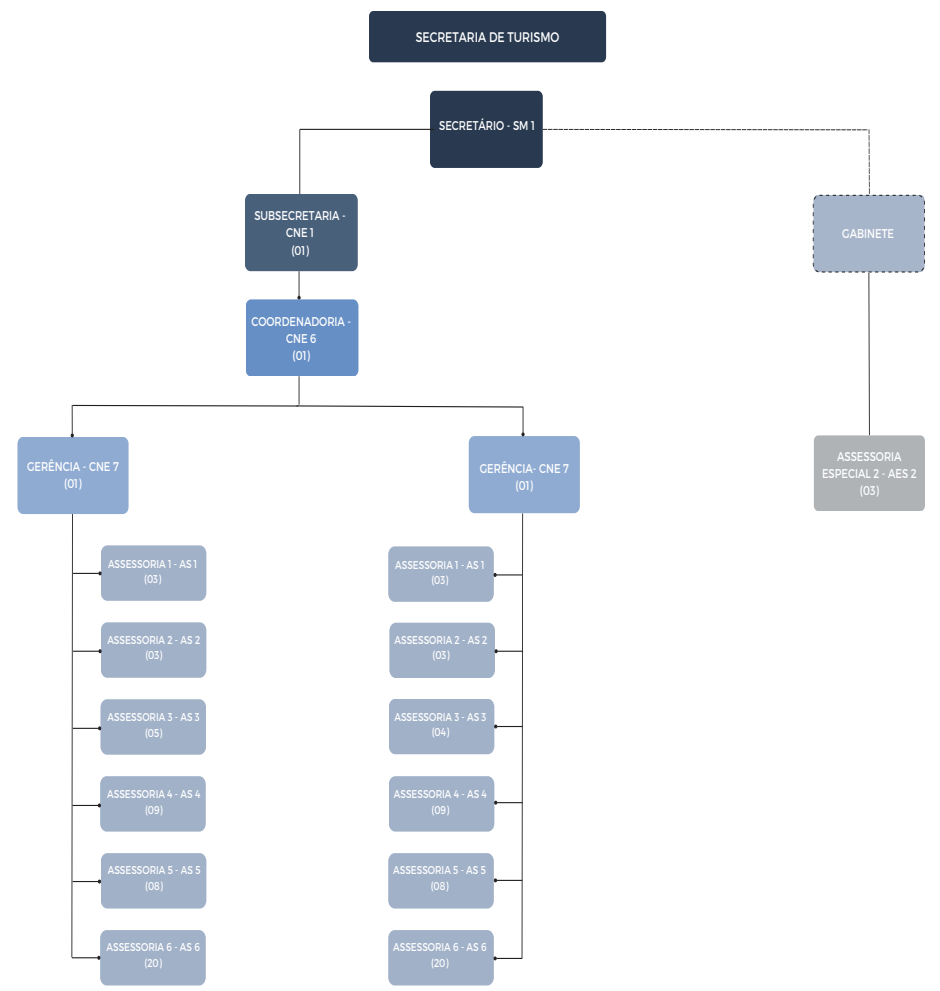 SECRETARIA DE TURISMO
SECRETÁRIO - SM 1
SUBSECRETARIA -
CNE 1
(01)
GABINETE
COORDENADORIA -
CNE 6
(01)
GERÊNCIA - CNE 7
(01)
GERÊNCIA- CNE 7
(01)
ASSESSORIA
ESPECIAL 2 - AES 2
(03)
ASSESSORIA 1 - AS 1
(03)
ASSESSORIA 2 - AS 2
(03)
ASSESSORIA 3 - AS 3
(05)
ASSESSORIA 4 - AS 4
(09)
ASSESSORIA 5 - AS 5
(08)
ASSESSORIA 6 - AS 6
(20)
ASSESSORIA 1 - AS 1
(03)
ASSESSORIA 2 - AS 2
(03)
ASSESSORIA 3 - AS 3
(04)
ASSESSORIA 4 - AS 4
(09)
ASSESSORIA 5 - AS 5
(08)
ASSESSORIA 6 - AS 6
(20)